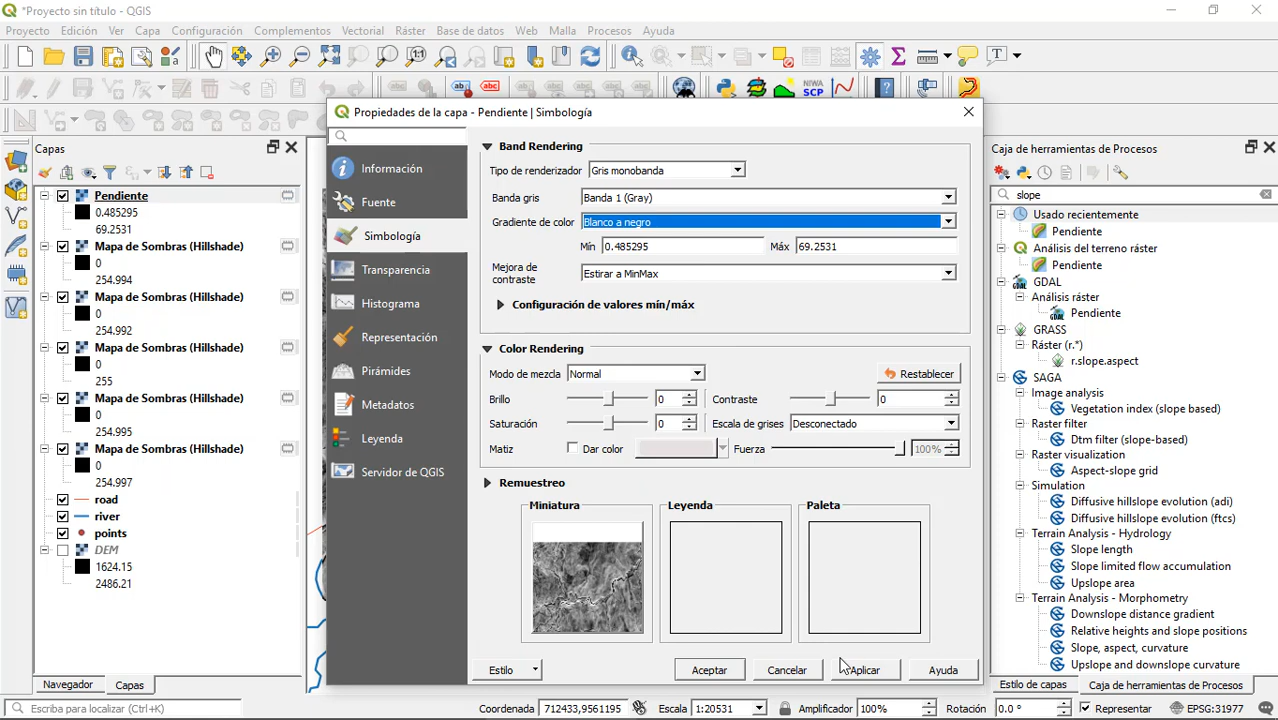 *Proyecto sin título - QGIS
Proyecto Edición Ver Capa Configuración Complementos Vectorial Ráster Base de datos Web Malla Procesos Ayuda
Capas
Pendiente
0.485295
69.2531
Mapa de Sombras (Hillshade)
0
254.994
Mapa de Sombras (Hillshade)
0
254.992
Mapa de Sombras (Hillshade)
0
255
Mapa de Sombras (Hillshade)
0
254.995
Mapa de Sombras (Hillshade)
0
254.997
road
river
points
DEM
1624.15
2486.21
Navegador Capas
Propiedades de la capa - Pendiente | Simbología
Información
Fuente
Simbología
Transparencia
Histograma
Representación
Pirámides
Metadatos
Leyenda
Servidor de QGIS
Band Rendering
Tipo de renderizador Gris monobanda
Banda gris Banda 1 (Gray)
Gradiente de color Blanco a negro
Mín 0.485295 Máx 69.2531
Mejora de contraste Estirar a MinMax
Configuración de valores mín/máx
Color Rendering
Modo de mezcla Normal Restablecer
Brillo 0 Contraste 0
Saturación 0 Escala de grises Desconectado
Matiz Dar color Fuerza 100%
Remuestreo
Miniatura Leyenda Paleta
Estilo Aceptar Cancelar Aplicar Ayuda
NIWA
SCP
Caja de herramientas de Procesos
slope
Usado recientemente
Pendiente
Análisis del terreno ráster
Pendiente
GDAL
Análisis ráster
Pendiente
GRASS
Ráster (r.*)
r.slope.aspect
SAGA
Image analysis
Vegetation index (slope based)
Raster filter
Dtm filter (slope-based)
Raster visualization
Aspect-slope grid
Simulation
Diffusive hillslope evolution (adi)
Diffusive hillslope evolution (ftcs)
Terrain Analysis - Hydrology
Slope length
Slope limited flow accumulation
Upslope area
Terrain Analysis - Morphometry
Downslope distance gradient
Relative heights and slope positions
Slope, aspect, curvature
Upslope and downslope curvature
Estilo de capas Caja de herramientas de Procesos
Escriba para localizar (Ctrl+K) Coordenada 712433,9561195 Escala 1:20531 Amplificador 100% Rotación 0.0 ° Representar EPSG:31977